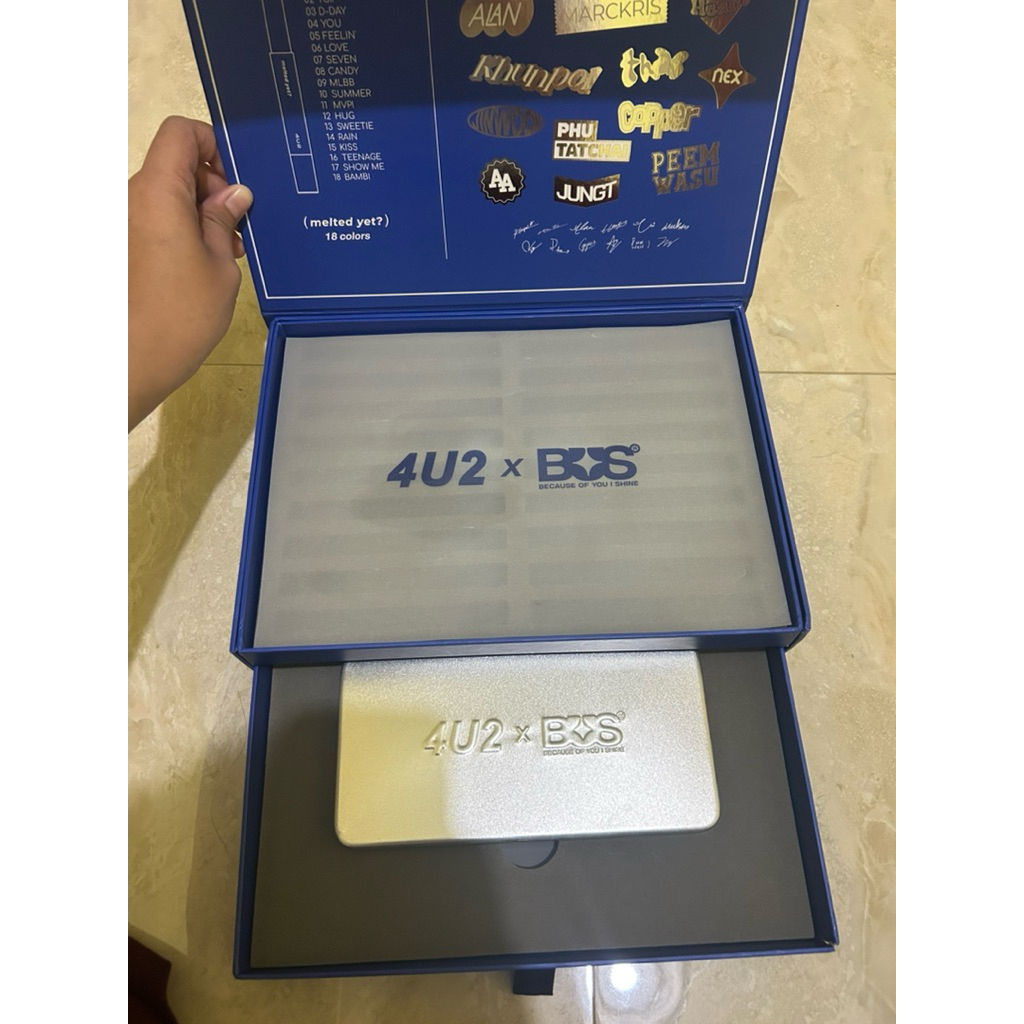 03 D-DAY
04 YOU
05 FEELIN'
06 LOVE
07 SEVEN
08 CANDY
09 MLBB
10 SUMMER
11 MVP!
12 HUG
13 SWEETIE
14 RAIN
15 KISS
16 TEENAGE
17 SHOW ME
18 BAMBI
(melted yet?)
18 colors
ALAN
MARCKRIS
Khunpol
thai
NEX
JINWOOK
COPPER
PHU
TATCHAI
PEEM
WASU
AA
JUNGT
4U2 x BUS®
BECAUSE OF YOU I SHINE
4U2 x BUS®
BECAUSE OF YOU I SHINE